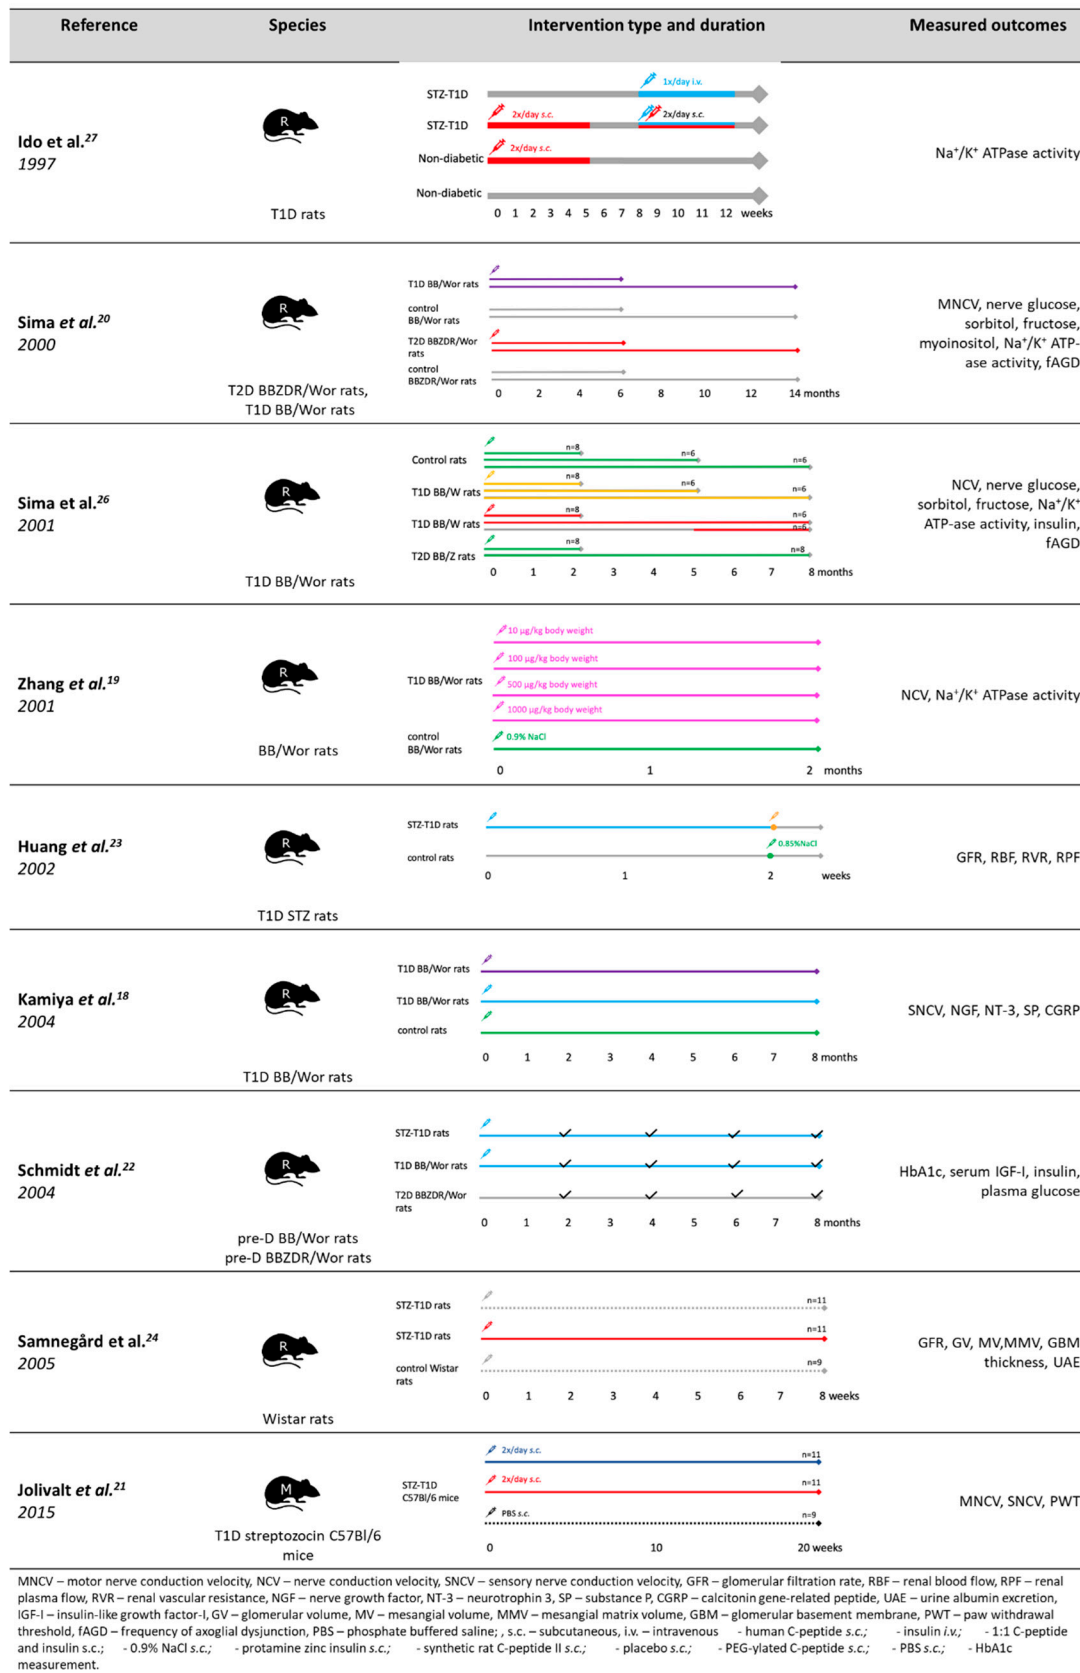 Reference Species Intervention type and duration Measured outcomes
Ido et al.27
1997
R
T1D rats
STZ-T1D
1x/day i.v.
STZ-T1D
2x/day s.c.
2x/day s.c.
Non-diabetic
2x/day s.c.
Non-diabetic
0 1 2 3 4 5 6 7 8 9 10 11 12 weeks
Na+/K+ ATPase activity
Sima et al.20
2000
R
T2D BBZDR/Wor rats,
T1D BB/Wor rats
T1D BB/Wor rats
control
BB/Wor rats
T2D BBZDR/Wor
rats
control
BBZDR/Wor rats
0 2 4 6 8 10 12 14 months
MNCV, nerve glucose,
sorbitol, fructose,
myoinositol, Na+/K+ ATP-
ase activity, fAGD
Sima et al.26
2001
R
T1D BB/Wor rats
Control rats
n=8
n=6
n=6
T1D BB/W rats
n=8
n=6
n=6
T1D BB/W rats
n=8
n=6
n=6
T2D BB/Z rats
n=8
n=8
0 1 2 3 4 5 6 7 8 months
NCV, nerve glucose,
sorbitol, fructose, Na+/K+
ATP-ase activity, insulin,
fAGD
Zhang et al.19
2001
R
BB/Wor rats
10 µg/kg body weight
100 µg/kg body weight
T1D BB/Wor rats
500 µg/kg body weight
1000 µg/kg body weight
control
BB/Wor rats
0.9% NaCl
0 1 2 months
NCV, Na+/K+ ATPase activity
Huang et al.23
2002
R
T1D STZ rats
STZ-T1D rats
control rats
0.85%NaCl
0 1 2 weeks
GFR, RBF, RVR, RPF
Kamiya et al.18
2004
R
T1D BB/Wor rats
T1D BB/Wor rats
T1D BB/Wor rats
control rats
0 1 2 3 4 5 6 7 8 months
SNCV, NGF, NT-3, SP, CGRP
Schmidt et al.22
2004
R
pre-D BB/Wor rats
pre-D BBZDR/Wor rats
STZ-T1D rats
T1D BB/Wor rats
T2D BBZDR/Wor
rats
0 1 2 3 4 5 6 7 8 months
HbA1c, serum IGF-I, insulin,
plasma glucose
Samnegård et al.24
2005
R
Wistar rats
STZ-T1D rats
n=11
STZ-T1D rats
n=11
control Wistar
rats
n=9
0 1 2 3 4 5 6 7 8 weeks
GFR, GV, MV,MMV, GBM
thickness, UAE
Jolivalt et al.21
2015
M
T1D streptozocin C57Bl/6
mice
2x/day s.c.
n=11
STZ-T1D
C57Bl/6 mice
2x/day s.c.
n=11
PBS s.c.
n=9
0 10 20 weeks
MNCV, SNCV, PWT
MNCV – motor nerve conduction velocity, NCV – nerve conduction velocity, SNCV – sensory nerve conduction velocity, GFR – glomerular filtration rate, RBF – renal blood flow, RPF – renal
plasma flow, RVR – renal vascular resistance, NGF – nerve growth factor, NT-3 – neurotrophin 3, SP – substance P, CGRP – calcitonin gene-related peptide, UAE – urine albumin excretion,
IGF-I – insulin-like growth factor-I, GV – glomerular volume, MV – mesangial volume, MMV – mesangial matrix volume, GBM – glomerular basement membrane, PWT – paw withdrawal
threshold, fAGD – frequency of axoglial dysjunction, PBS – phosphate buffered saline; , s.c. – subcutaneous, i.v. – intravenous - human C-peptide s.c.; - insulin i.v.; - 1:1 C-peptide
and insulin s.c.; - 0.9% NaCl s.c.; - protamine zinc insulin s.c.; - synthetic rat C-peptide II s.c.; - placebo s.c.; - PEG-ylated C-peptide s.c.; - PBS s.c.; - HbA1c
measurement.